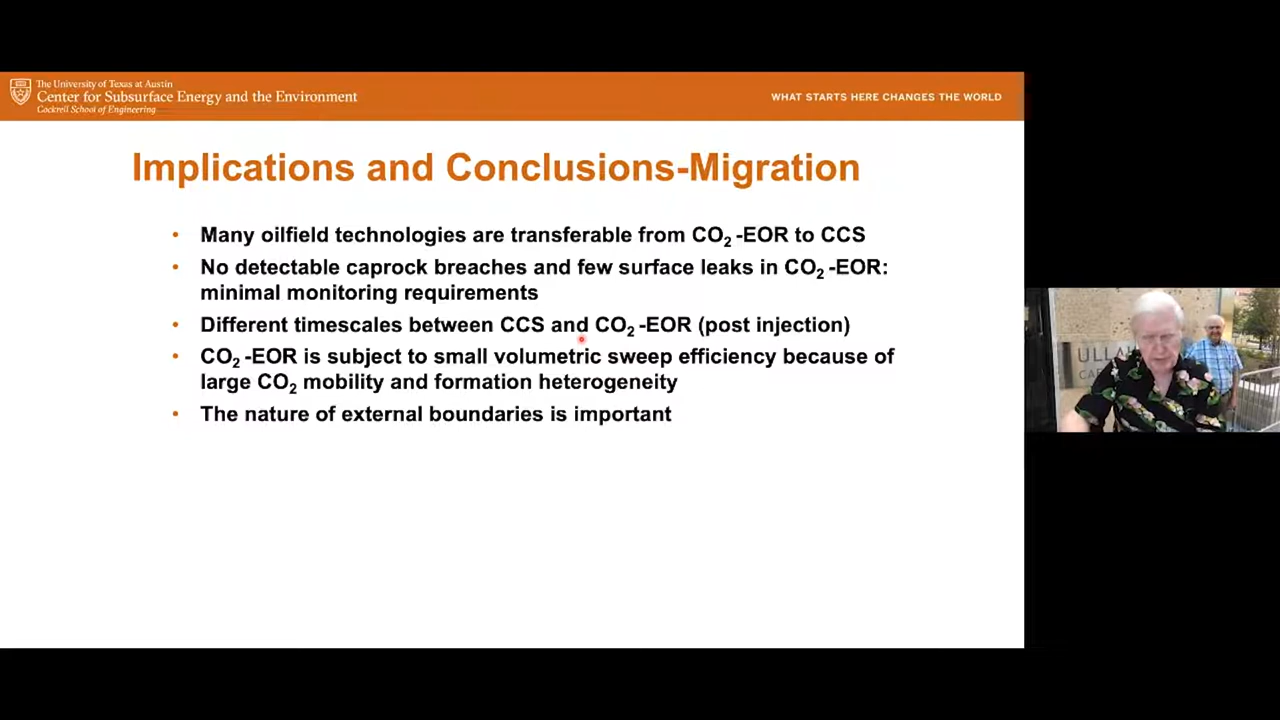 The University of Texas at Austin
Center for Subsurface Energy and the Environment
Cockrell School of Engineering
WHAT STARTS HERE CHANGES THE WORLD
Implications and Conclusions-Migration
• Many oilfield technologies are transferable from CO₂ -EOR to CCS
• No detectable caprock breaches and few surface leaks in CO₂ -EOR:
minimal monitoring requirements
• Different timescales between CCS and CO₂ -EOR (post injection)
• CO₂ -EOR is subject to small volumetric sweep efficiency because of
large CO₂ mobility and formation heterogeneity
• The nature of external boundaries is important